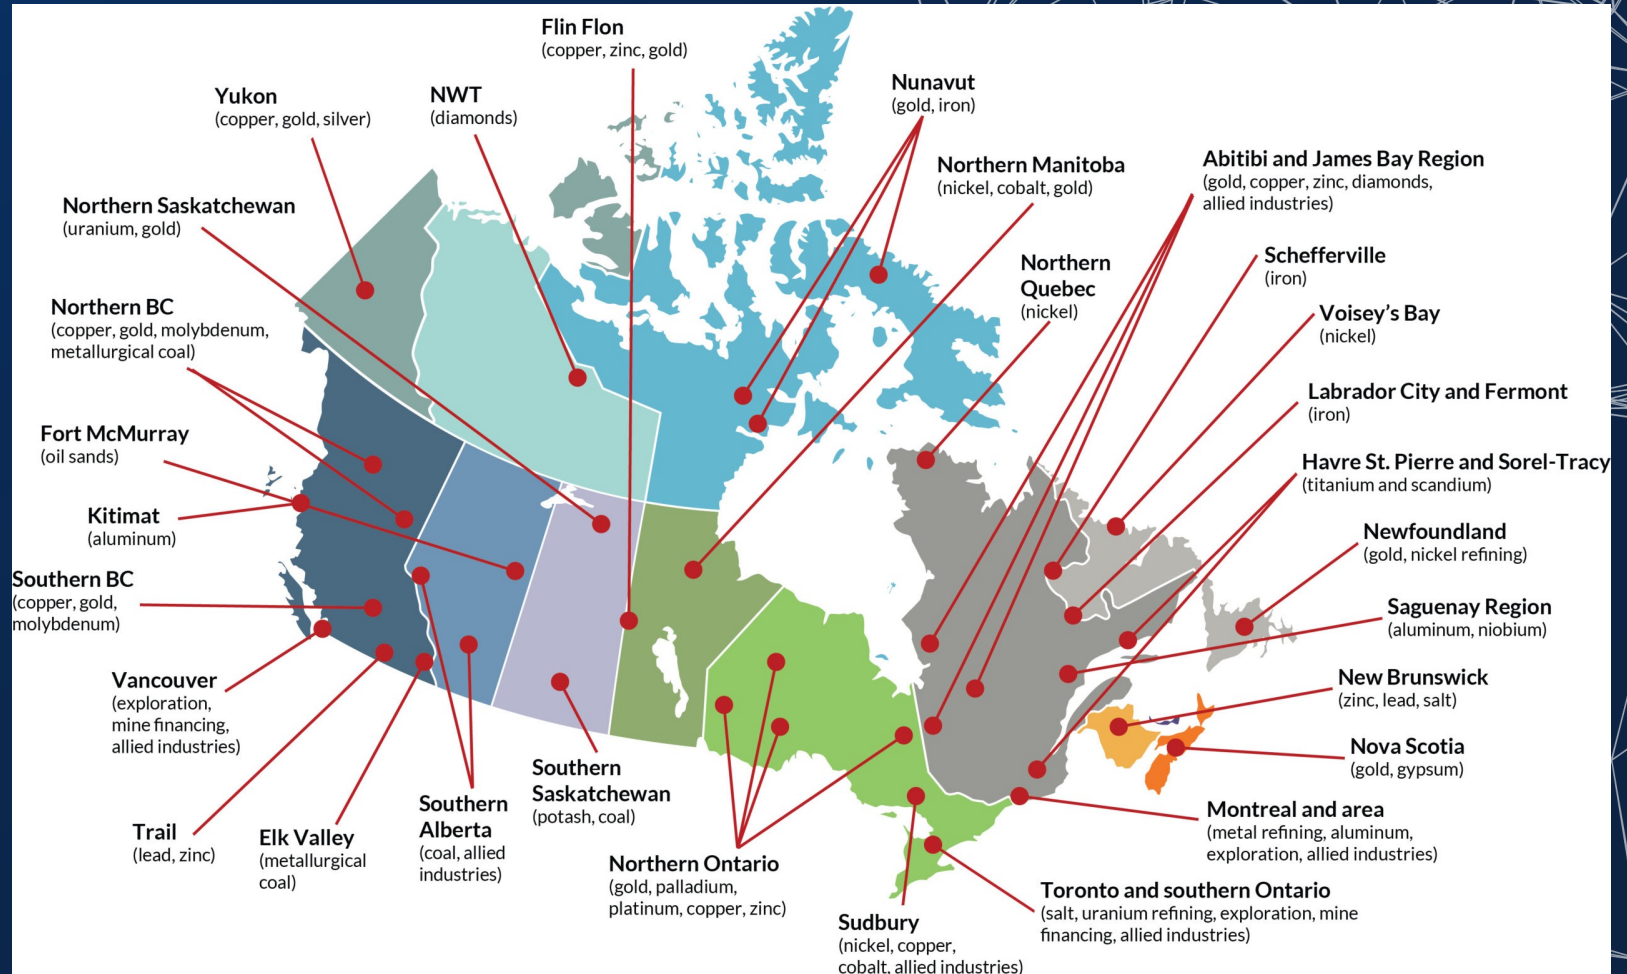 Flin Flon
(copper, zinc, gold)
Yukon
(copper, gold, silver)
NWT
(diamonds)
Nunavut
(gold, iron)
Northern Manitoba
(nickel, cobalt, gold)
Abitibi and James Bay Region
(gold, copper, zinc, diamonds,
allied industries)
Northern Saskatchewan
(uranium, gold)
Northern
Quebec
(nickel)
Schefferville
(iron)
Northern BC
(copper, gold, molybdenum,
metallurgical coal)
Voisey's Bay
(nickel)
Labrador City and Fermont
(iron)
Fort McMurray
(oil sands)
Havre St. Pierre and Sorel-Tracy
(titanium and scandium)
Kitimat
(aluminum)
Newfoundland
(gold, nickel refining)
Southern BC
(copper, gold,
molybdenum)
Saguenay Region
(aluminum, niobium)
Vancouver
(exploration,
mine financing,
allied industries)
New Brunswick
(zinc, lead, salt)
Nova Scotia
(gold, gypsum)
Trail
(lead, zinc)
Elk Valley
(metallurgical
coal)
Southern
Alberta
(coal, allied
industries)
Southern
Saskatchewan
(potash, coal)
Northern Ontario
(gold, palladium,
platinum, copper, zinc)
Montreal and area
(metal refining, aluminum,
exploration, allied industries)
Sudbury
(nickel, copper,
cobalt, allied industries)
Toronto and southern Ontario
(salt, uranium refining, exploration, mine
financing, allied industries)